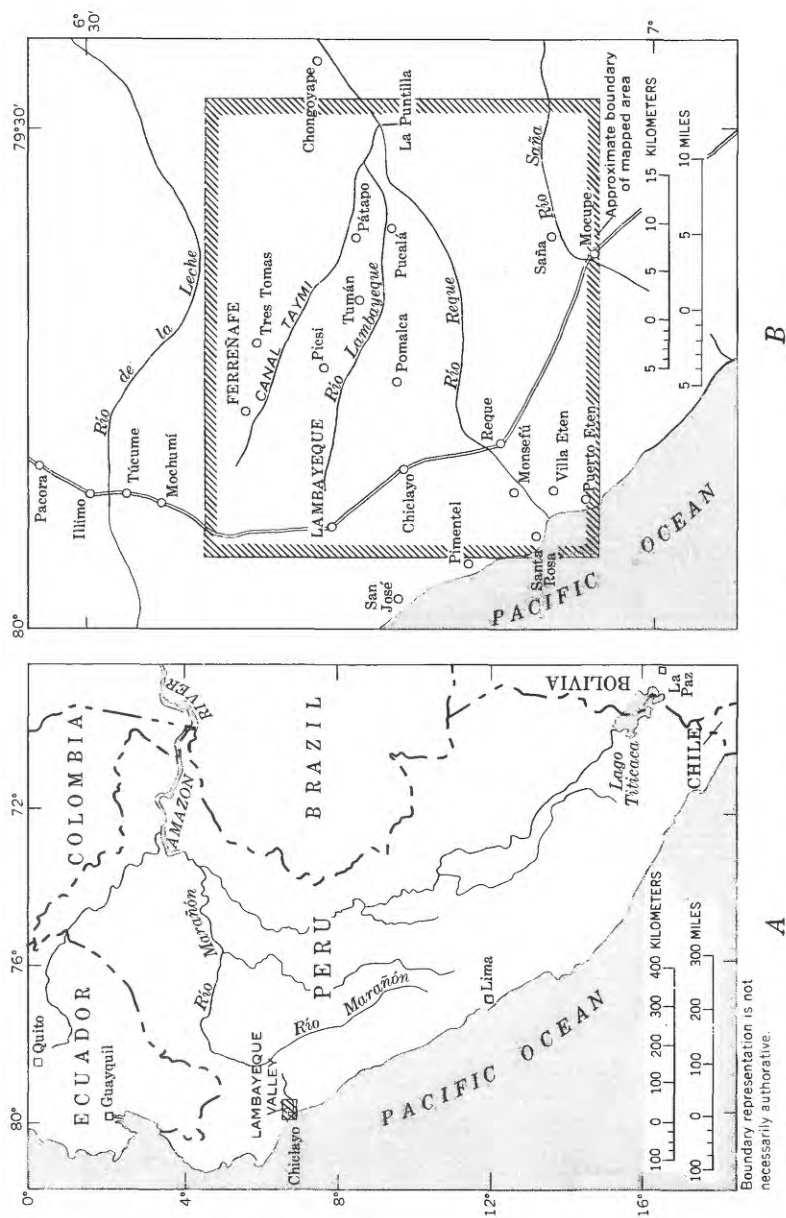 0°
4°
8°
12°
16°
80°
76°
72°
Quito
ECUADOR
Guayquil
COLOMBIA
AMAZON
RIVER
Río
Marañón
BRAZIL
PERU
LAMBAYEQUE
VALLEY
Chiclayo
Río
Marañón
Lima
Lago
Titicaca
BOLIVIA
La
Paz
CHILE
PACIFIC OCEAN
100 0 100 200 300 400 KILOMETERS
100 0 100 200 300 MILES
Boundary representation is not
necessarily authorative.
A
80°
79°30'
6°
30'
7°
Pacora
Illimo
Túcume
Mochumí
Río
de
la
Leche
Chongoyape
La Puntilla
FERREÑAFE
Tres Tomas
CANAL TAYMI
Picsi
Tumán
Pátapo
Pucalá
Río
Lambayeque
LAMBAYEQUE
Pomalca
Chiclayo
Río
Reque
Reque
Pimentel
San
José
Monsefú
Santa
Rosa
Villa Eten
Puerto Eten
Saña
Río
Saña
Mocupe
Approximate boundary
of mapped area
PACIFIC OCEAN
5 0 5 10 15 KILOMETERS
5 0 5 10 MILES
B